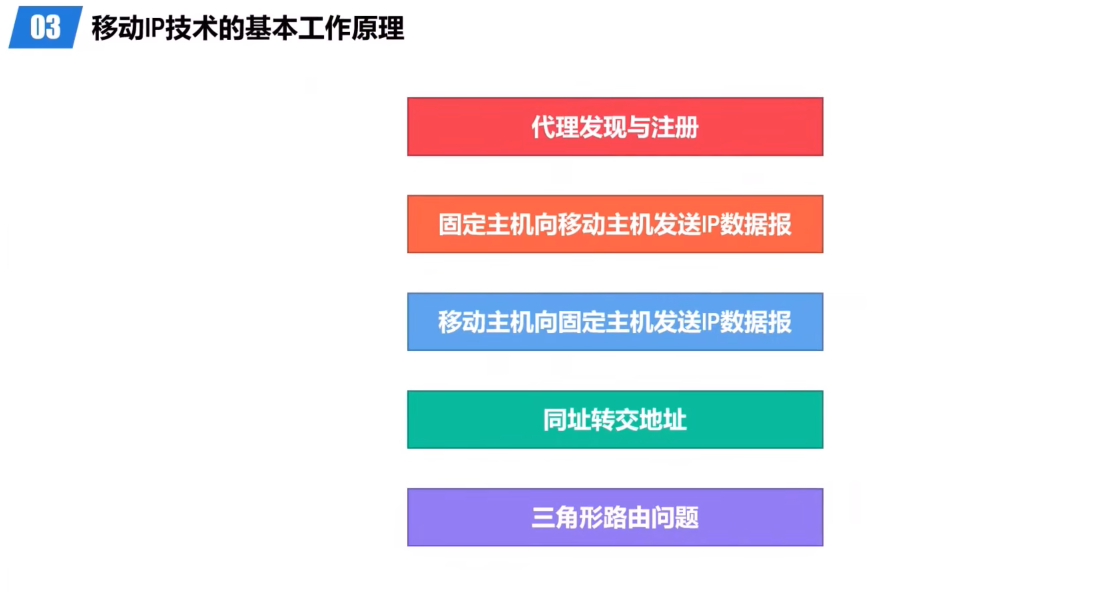 03 移动IP技术的基本工作原理
代理发现与注册
固定主机向移动主机发送IP数据报
移动主机向固定主机发送IP数据报
同址转交地址
三角形路由问题